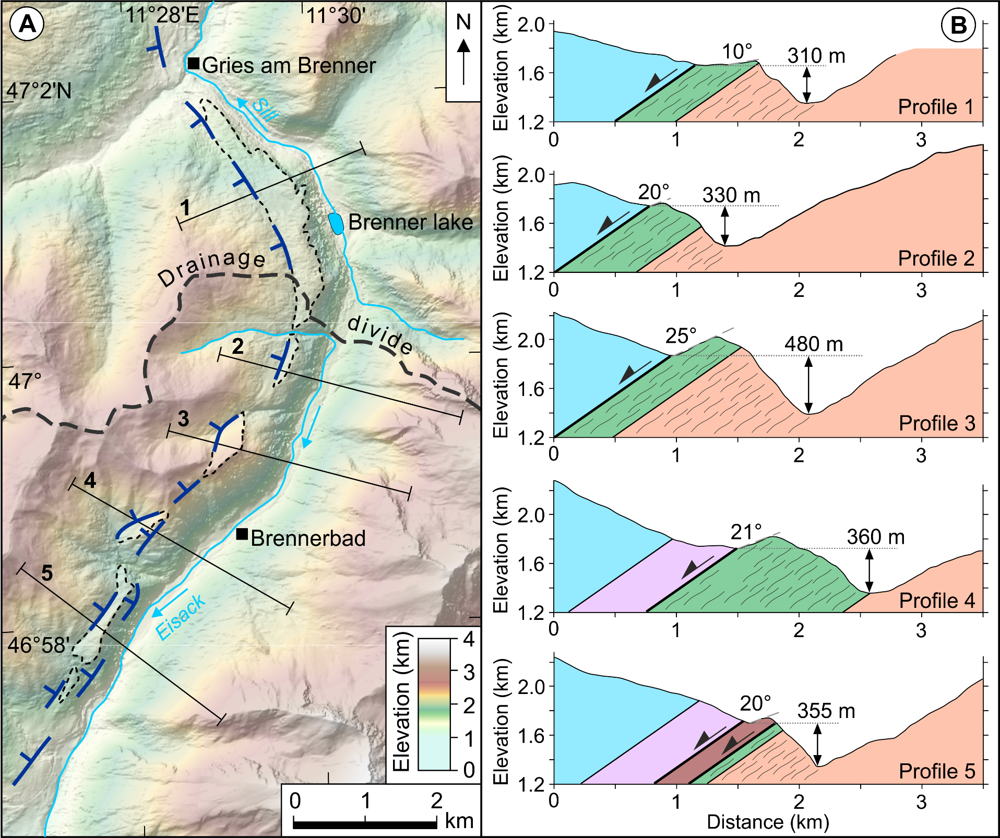 A
11°28'E
11°30'
N
Gries am Brenner
47°2'N
Sill
1
Brenner lake
Drainage
divide
2
47°
3
4
Brennerbad
5
Eisack
46°58'
Elevation (km)
4
3
2
1
0
0 1 2
km
B
Elevation (km)
2.0
1.6
1.2
10°
310 m
Profile 1
0 1 2 3
Elevation (km)
2.0
1.6
1.2
20°
330 m
Profile 2
0 1 2 3
Elevation (km)
2.0
1.6
1.2
25°
480 m
Profile 3
0 1 2 3
Elevation (km)
2.0
1.6
1.2
21°
360 m
Profile 4
0 1 2 3
Elevation (km)
2.0
1.6
1.2
20°
355 m
Profile 5
0 1 2 3
Distance (km)